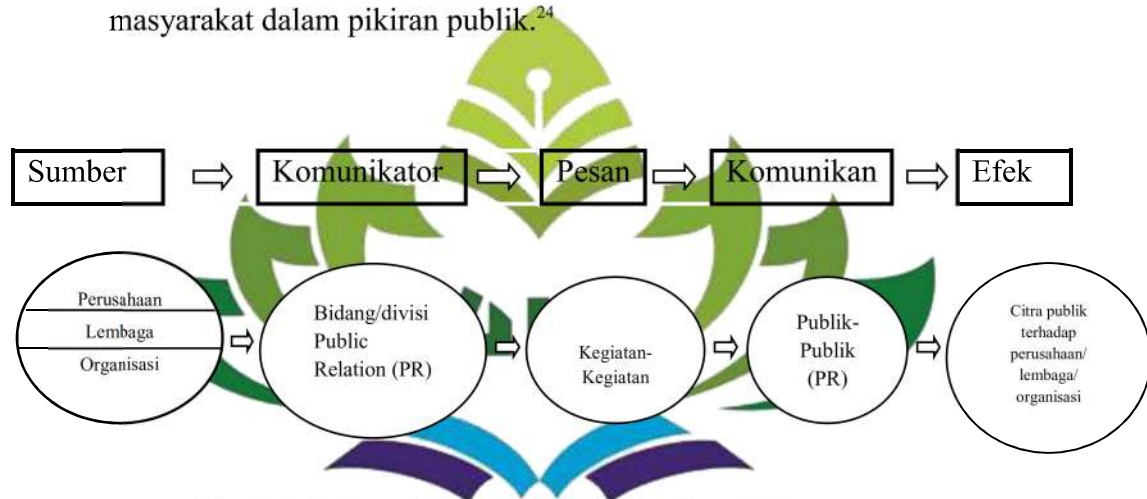 masyarakat dalam pikiran publik.24
Sumber
Komunikator
Pesan
Komunikan
Efek
Perusahaan
Lembaga
Organisasi
Bidang/divisi
Public
Relation (PR)
Kegiatan-
Kegiatan
Publik-
Publik
(PR)
Citra publik
terhadap
perusahaan/
lembaga/
organisasi